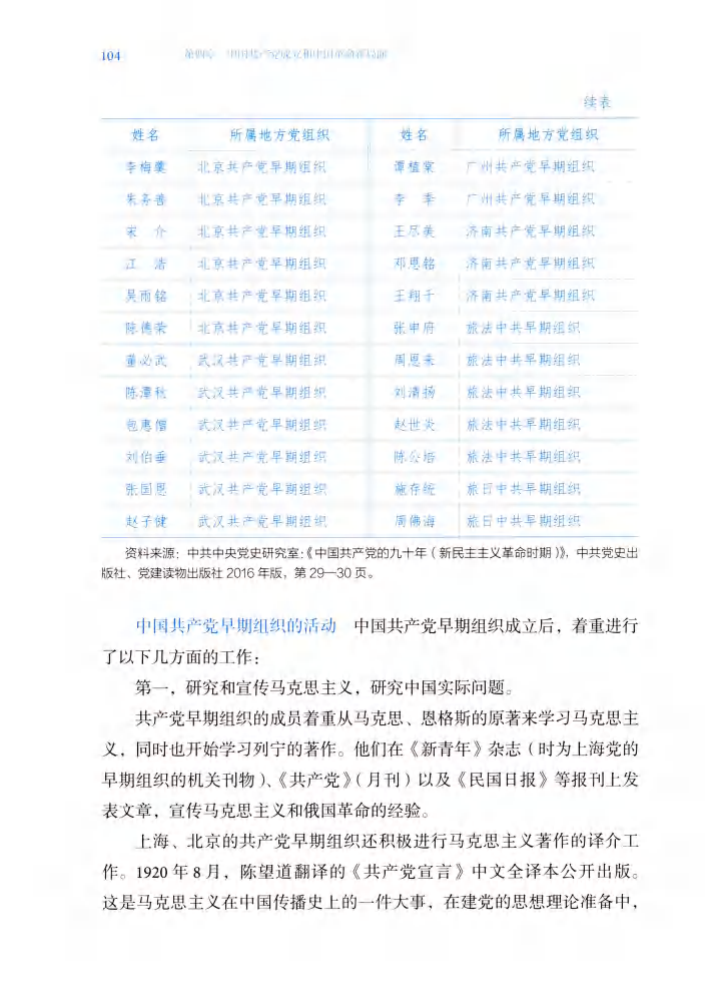 104 第四章 中国共产党成立和中国革命新局面
续表
姓名 所属地方党组织 姓名 所属地方党组织
李梅羹 北京共产党早期组织 谭植棠 广州共产党早期组织
朱务善 北京共产党早期组织 李 季 广州共产党早期组织
宋 介 北京共产党早期组织 王尽美 济南共产党早期组织
江 浩 北京共产党早期组织 邓恩铭 济南共产党早期组织
吴雨铭 北京共产党早期组织 王翔千 济南共产党早期组织
陈德荣 北京共产党早期组织 张申府 旅法中共早期组织
董必武 武汉共产党早期组织 周恩来 旅法中共早期组织
陈潭秋 武汉共产党早期组织 刘清扬 旅法中共早期组织
包惠僧 武汉共产党早期组织 赵世炎 旅法中共早期组织
刘伯垂 武汉共产党早期组织 陈公培 旅法中共早期组织
张国恩 武汉共产党早期组织 施存统 旅日中共早期组织
赵子健 武汉共产党早期组织 周佛海 旅日中共早期组织
资料来源：中共中央党史研究室：《中国共产党的九十年（新民主主义革命时期）》，中共党史出
版社、党建读物出版社 2016 年版，第 29—30 页。
中国共产党早期组织的活动 中国共产党早期组织成立后，着重进行
了以下几方面的工作：
第一，研究和宣传马克思主义，研究中国实际问题。
共产党早期组织的成员着重从马克思、恩格斯的原著来学习马克思主
义，同时也开始学习列宁的著作。他们在《新青年》杂志（时为上海党的
早期组织的机关刊物）、《共产党》（月刊）以及《民国日报》等报刊上发
表文章，宣传马克思主义和俄国革命的经验。
上海、北京的共产党早期组织还积极进行马克思主义著作的译介工
作。1920 年 8 月，陈望道翻译的《共产党宣言》中文全译本公开出版。
这是马克思主义在中国传播史上的一件大事，在建党的思想理论准备中，